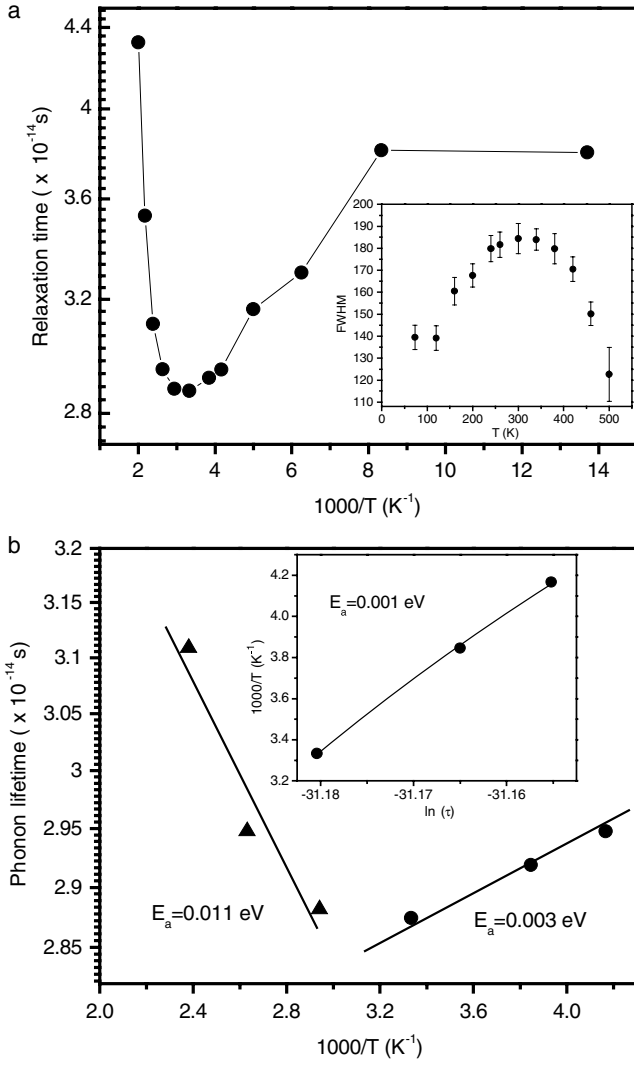 a
4.4
4
3.6
3.2
2.8
Relaxation time ( x 10⁻¹⁴s)
2 4 6 8 10 12 14
1000/T (K⁻¹)
200
190
180
170
160
150
140
130
120
110
FWHM
0 100 200 300 400 500
T (K)
b
3.2
3.15
3.1
3.05
3
2.95
2.9
2.85
Phonon lifetime ( x 10⁻¹⁴ s)
Eₐ=0.011 eV
Eₐ=0.003 eV
2.0 2.4 2.8 3.2 3.6 4.0
1000/T (K⁻¹)
4.2
4.0
3.8
3.6
3.4
3.2
1000/T (K⁻¹)
Eₐ=0.001 eV
-31.18 -31.17 -31.16
ln (τ)